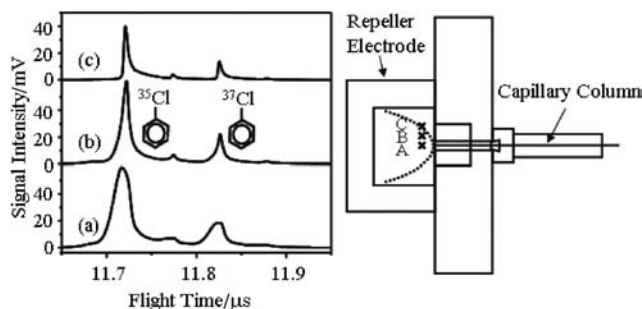 40
20
0
(c)
40
20
0
(b)
³⁵Cl
³⁷Cl
40
20
0
(a)
Signal Intensity/mV
11.7 11.8 11.9
Flight Time/μs
Repeller
Electrode
Capillary Column
C
B
A